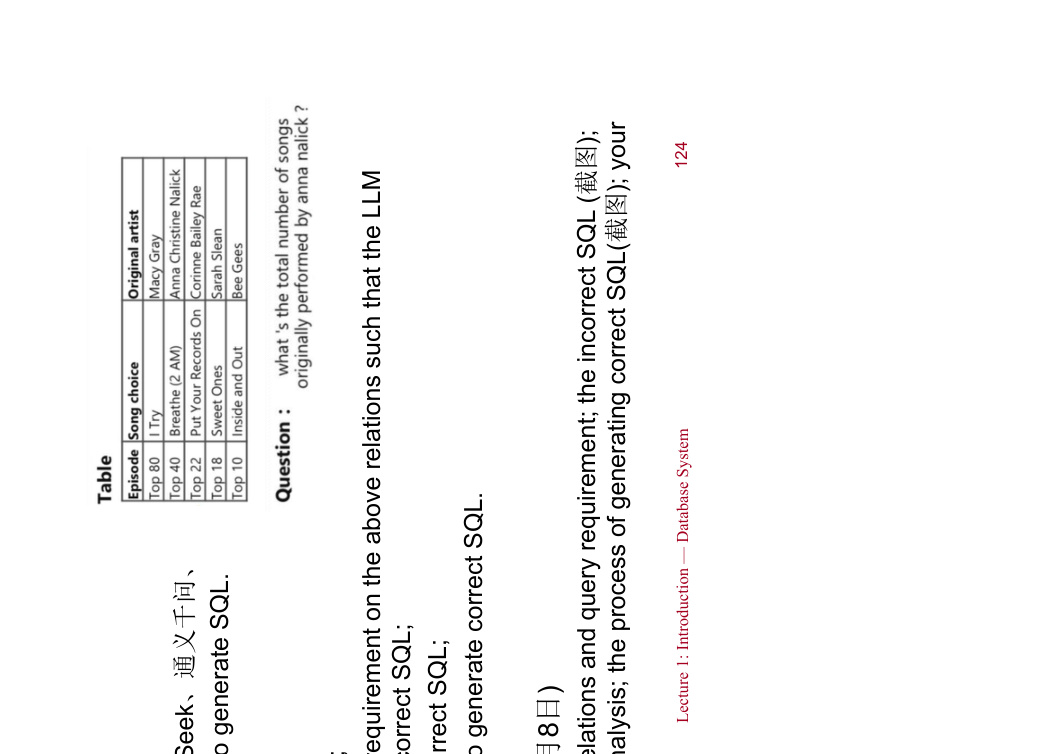 Table
Episode Song choice Original artist
Top 80 I Try Macy Gray
Top 40 Breathe (2 AM) Anna Christine Nalick
Top 22 Put Your Records On Corinne Bailey Rae
Top 18 Sweet Ones Sarah Slean
Top 10 Inside and Out Bee Gees
Question : what 's the total number of songs
originally performed by anna nalick ?
Seek、通义千问、
o generate SQL.
equirement on the above relations such that the LLM
correct SQL;
rrect SQL;
o generate correct SQL.
月8日)
elations and query requirement; the incorrect SQL (截图);
nalysis; the process of generating correct SQL(截图); your
Lecture 1: Introduction — Database System 124